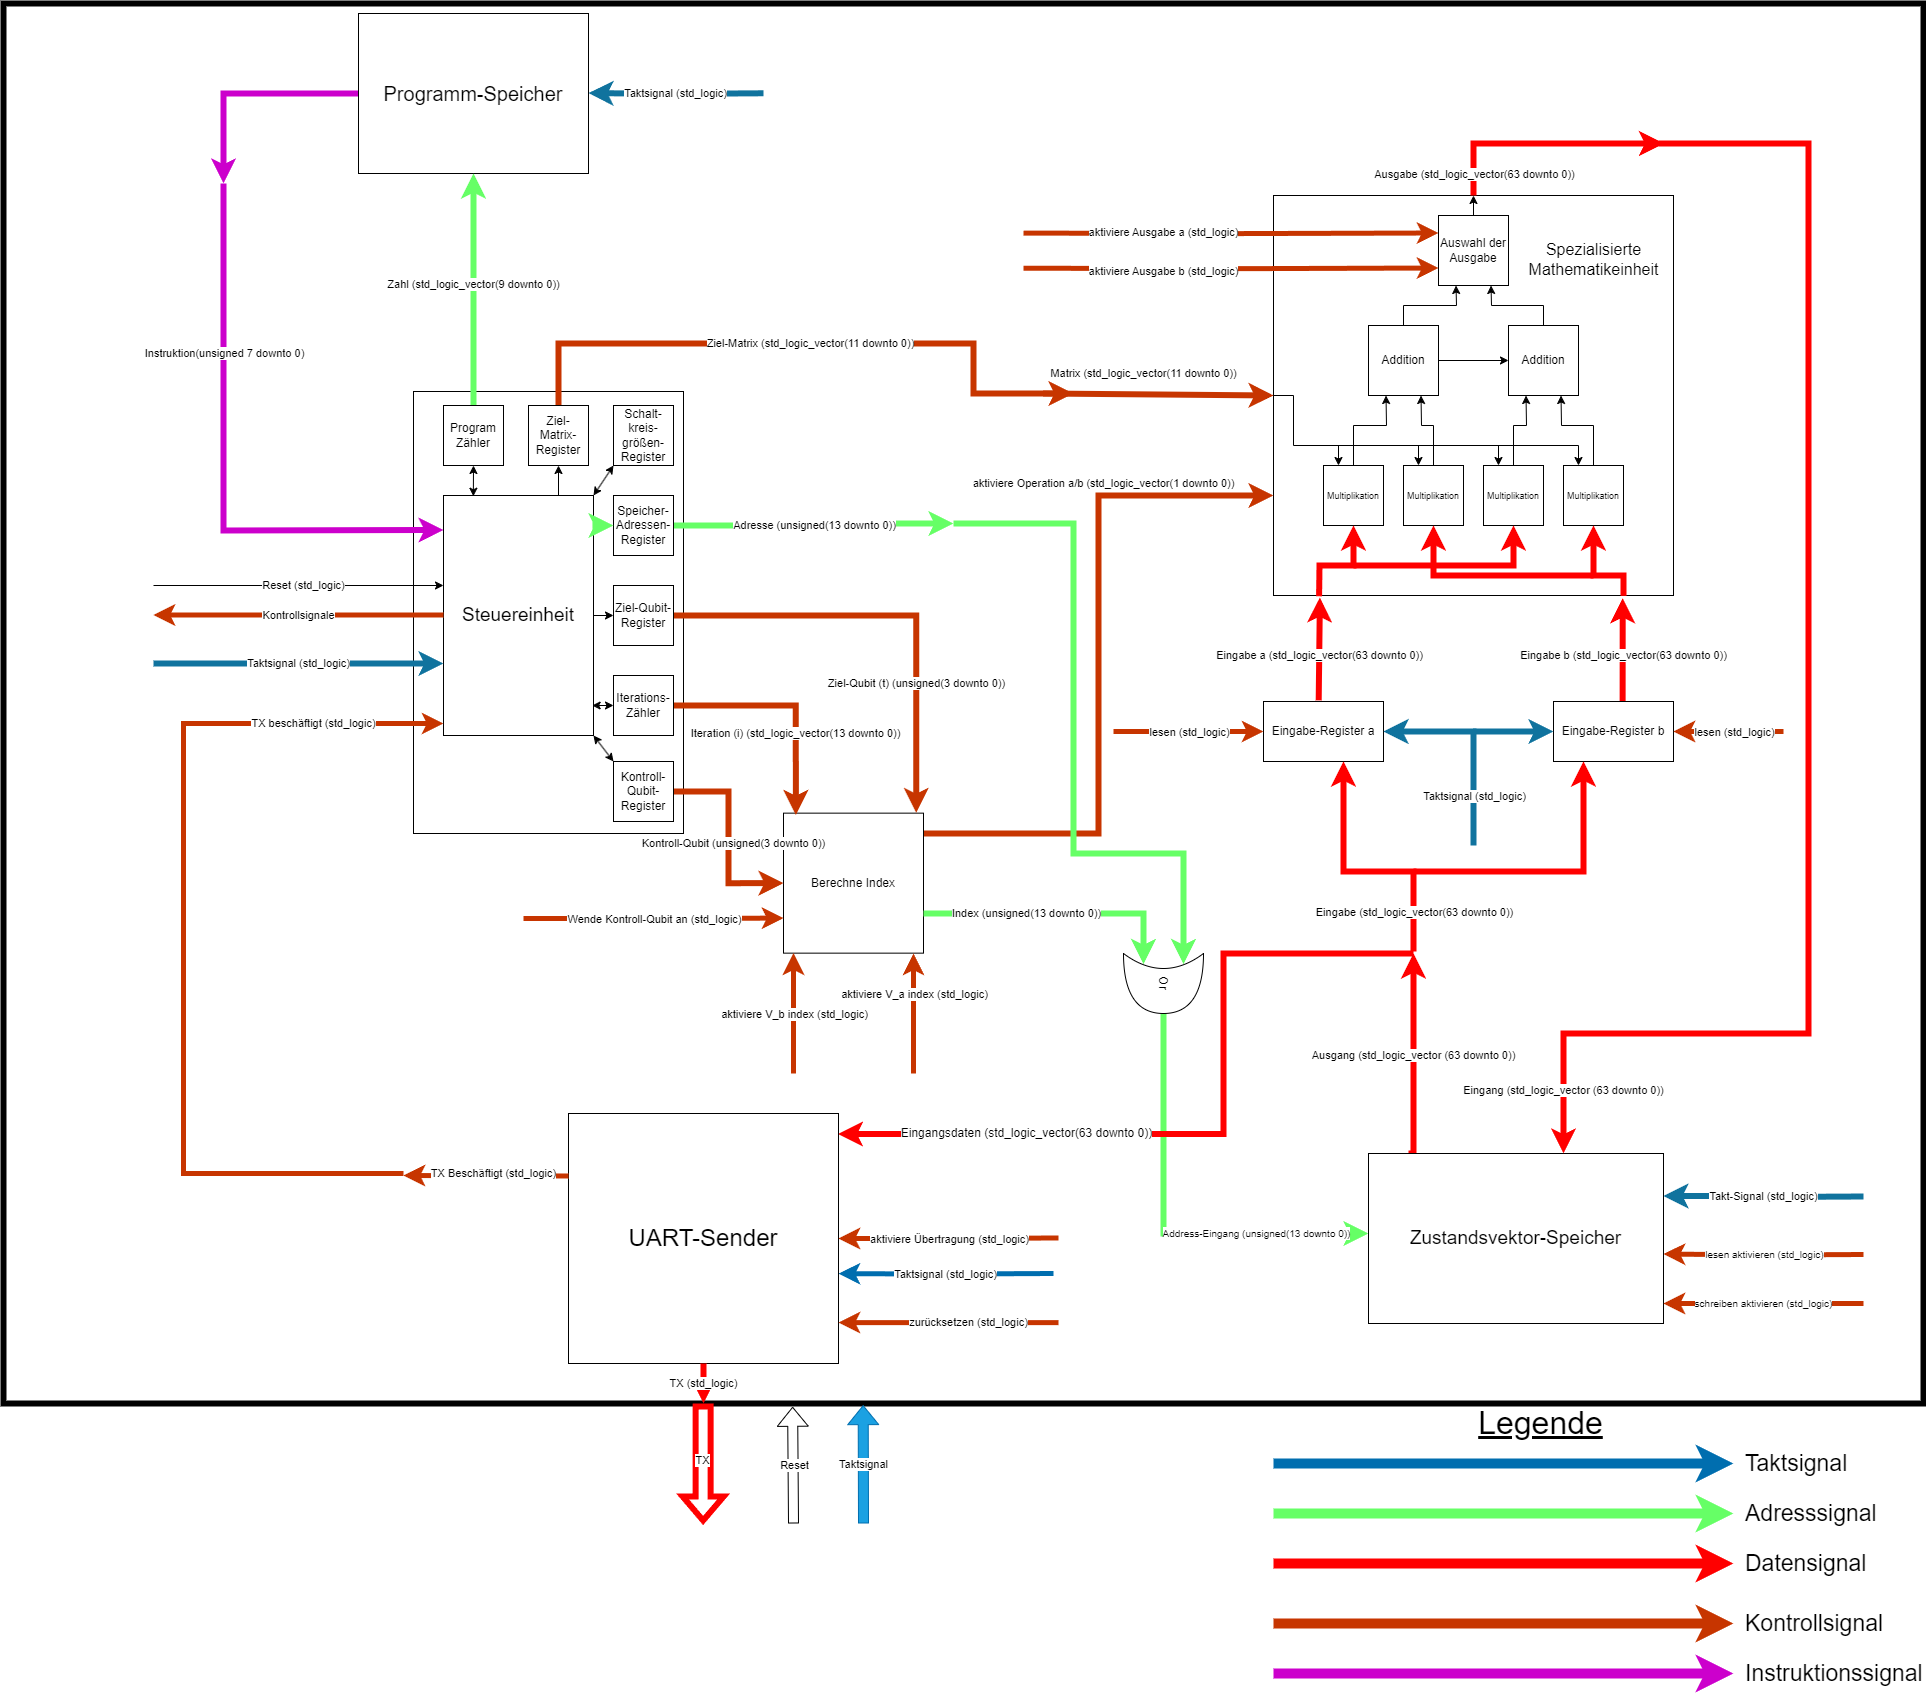 Programm-Speicher
Taktsignal (std_logic)
Ausgabe (std_logic_vector(63 downto 0))
aktiviere Ausgabe a (std_logic)
aktiviere Ausgabe b (std_logic)
Auswahl der
Ausgabe
Spezialisierte
Mathematikeinheit
Zahl (std_logic_vector(9 downto 0))
Instruktion(unsigned 7 downto 0)
Ziel-Matrix (std_logic_vector(11 downto 0))
Matrix (std_logic_vector(11 downto 0))
Addition
Addition
Program
Zähler
Ziel-
Matrix-
Register
Schalt-
kreis-
größen-
Register
aktiviere Operation a/b (std_logic_vector(1 downto 0))
Multiplikation
Multiplikation
Multiplikation
Multiplikation
Speicher-
Adressen-
Register
Adresse (unsigned(13 downto 0))
Reset (std_logic)
Kontrollsignale
Steuereinheit
Ziel-Qubit-
Register
Taktsignal (std_logic)
Eingabe a (std_logic_vector(63 downto 0))
Eingabe b (std_logic_vector(63 downto 0))
Ziel-Qubit (t) (unsigned(3 downto 0))
Iterations-
Zähler
TX beschäftigt (std_logic)
Iteration (i) (std_logic_vector(13 downto 0))
lesen (std_logic)
Eingabe-Register a
Eingabe-Register b
lesen (std_logic)
Kontroll-
Qubit-
Register
Taktsignal (std_logic)
Kontroll-Qubit (unsigned(3 downto 0))
Berechne Index
Wende Kontroll-Qubit an (std_logic)
Index (unsigned(13 downto 0))
Eingabe (std_logic_vector(63 downto 0))
Or
aktiviere V_a index (std_logic)
aktiviere V_b index (std_logic)
Ausgang (std_logic_vector (63 downto 0))
Eingang (std_logic_vector (63 downto 0))
Eingangsdaten (std_logic_vector(63 downto 0))
TX Beschäftigt (std_logic)
UART-Sender
aktiviere Übertragung (std_logic)
Taktsignal (std_logic)
zurücksetzen (std_logic)
Address-Eingang (unsigned(13 downto 0))
Zustandsvektor-Speicher
Takt-Signal (std_logic)
lesen aktivieren (std_logic)
schreiben aktivieren (std_logic)
TX (std_logic)
TX
Reset
Taktsignal
Legende
Taktsignal
Adresssignal
Datensignal
Kontrollsignal
Instruktionssignal